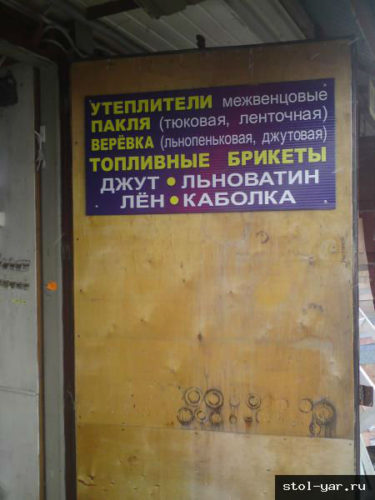 УТЕПЛИТЕЛИ межвенцовые
ПАКЛЯ (тюковая, ленточная)
ВЕРЁВКА (льнопеньковая, джутовая)
ТОПЛИВНЫЕ БРИКЕТЫ
ДЖУТ • ЛЬНОВАТИН
ЛЁН • КАБОЛКА
stol-yar.ru